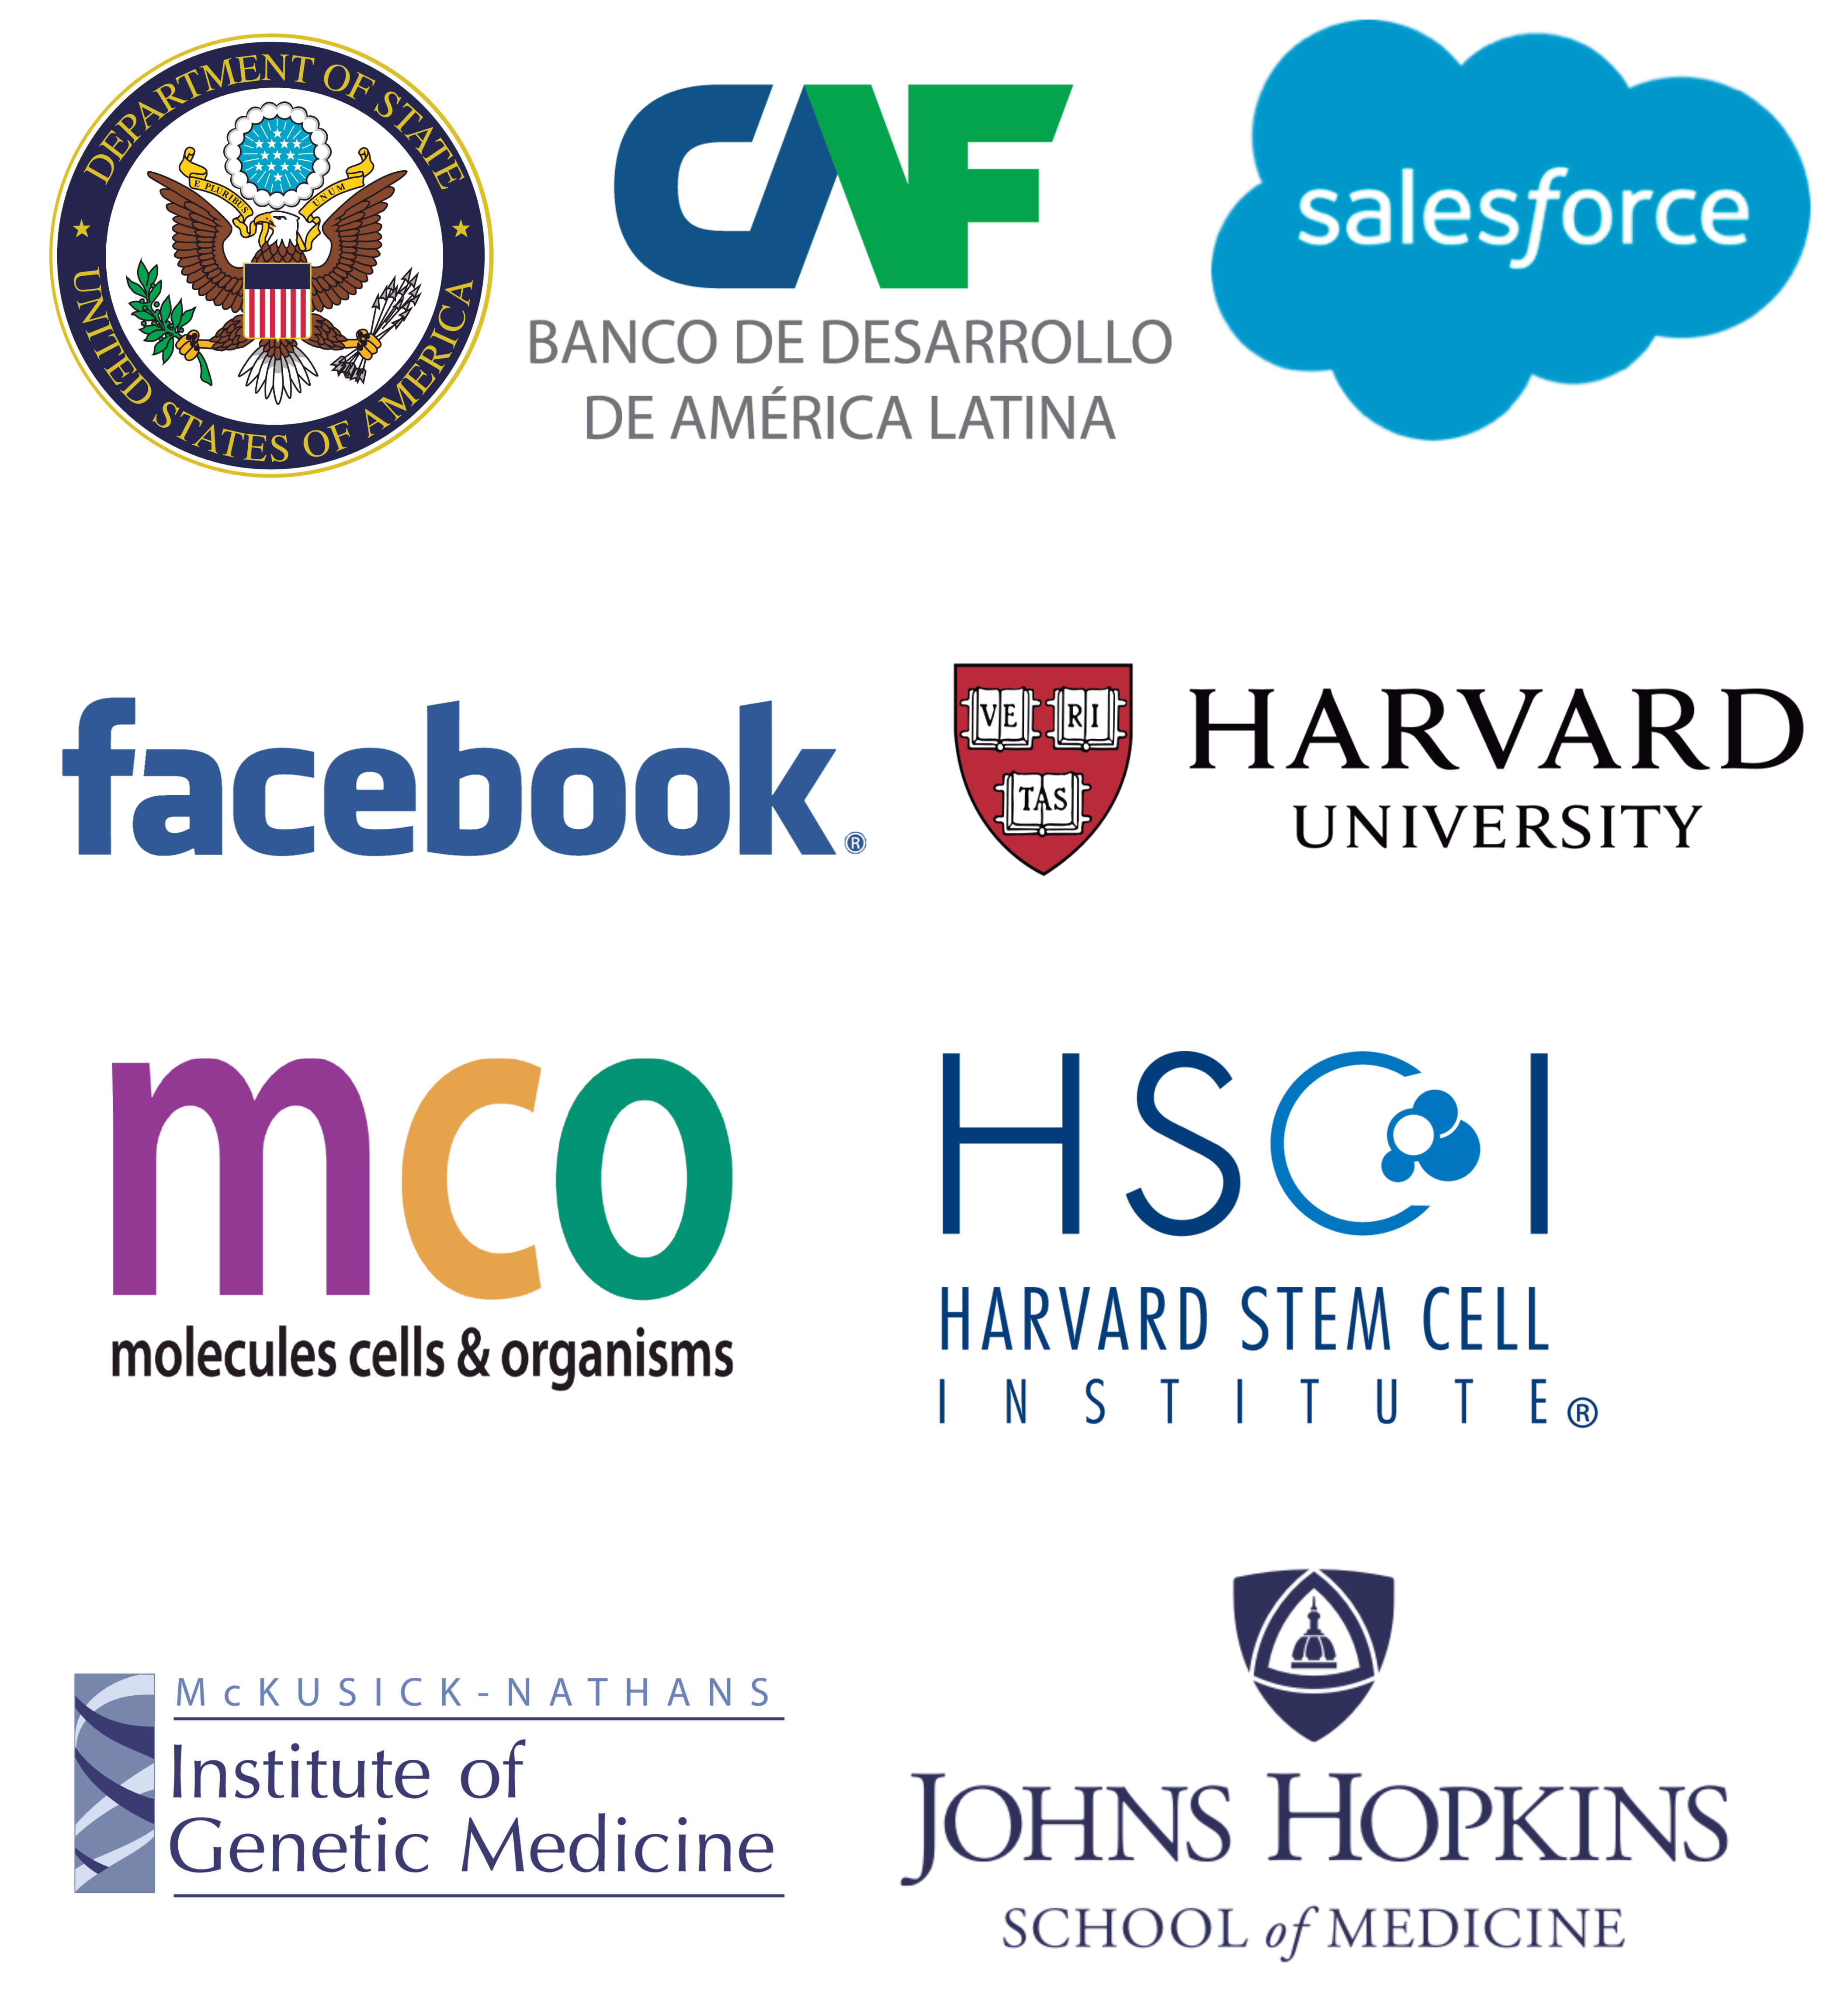 DEPARTMENT OF STATE
E PLURIBUS UNUM
UNITED STATES OF AMERICA
CAF
BANCO DE DESARROLLO
DE AMÉRICA LATINA
salesforce
facebook®
VE RI
TAS
HARVARD
UNIVERSITY
mco
molecules cells & organisms
HSCI
HARVARD STEM CELL
INSTITUTE®
McKUSICK-NATHANS
Institute of
Genetic Medicine
JOHNS HOPKINS
SCHOOL of MEDICINE